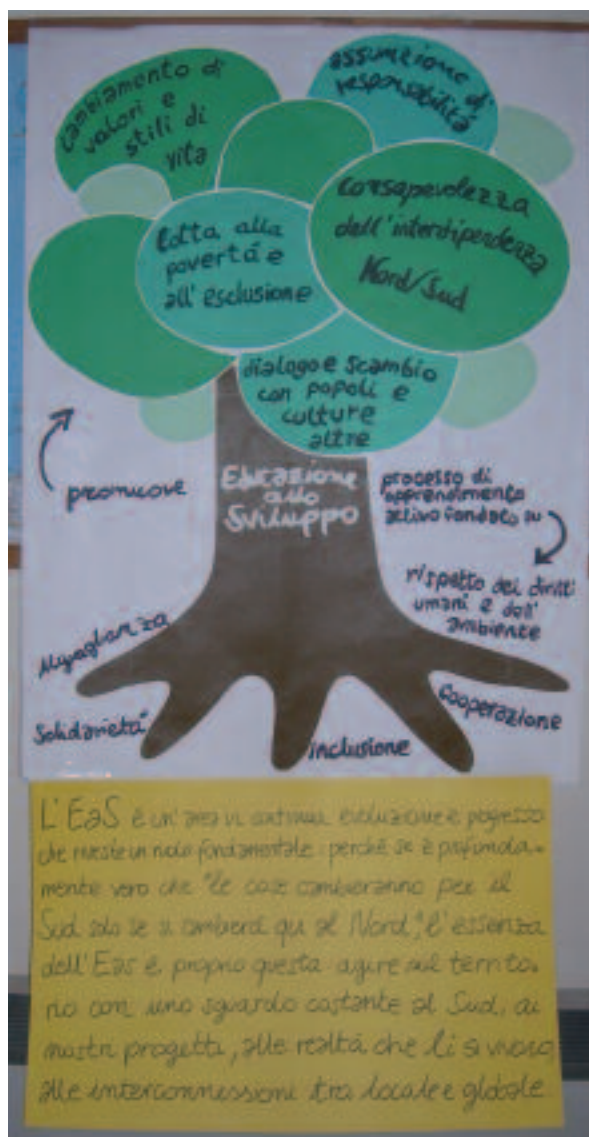 cambiamento di
valori e
stili di
vita
assunzione di
responsabilità
consapevolezza
dell'interdipendenza
Nord/Sud
lotta alla
povertà e
all'esclusione
dialogo e scambio
con popoli e
culture
altre
promuove
Educazione
allo
Sviluppo
processo di
apprendimento
attivo fondato su
rispetto dei diritti
umani e dell'
ambiente
Uguaglianza
Solidarietà
inclusione
Cooperazione
L'EaS è un'area in continua evoluzione e progresso
che riveste un ruolo fondamentale: perché se è profonda-
mente vero che "le cose cambieranno per il
Sud solo se si cambierà qui al Nord", l'essenza
dell'Eas è proprio questa agire sul territo-
rio con uno sguardo costante al Sud, ai
nostri progetti, alle realtà che lì si vivono
alle interconnessioni tra locale e globale